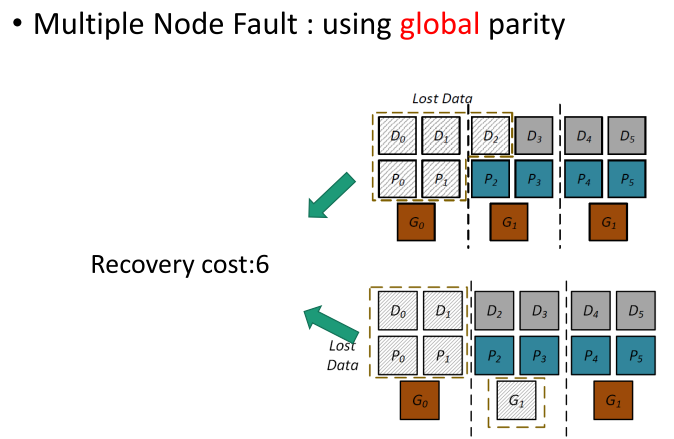 • Multiple Node Fault : using global parity
Lost Data
D0 D1 D2 D3 D4 D5
P0 P1 P2 P3 P4 P5
G0 G1 G1
Recovery cost:6
D0 D1 D2 D3 D4 D5
Lost
Data
P0 P1 P2 P3 P4 P5
G0 G1 G1